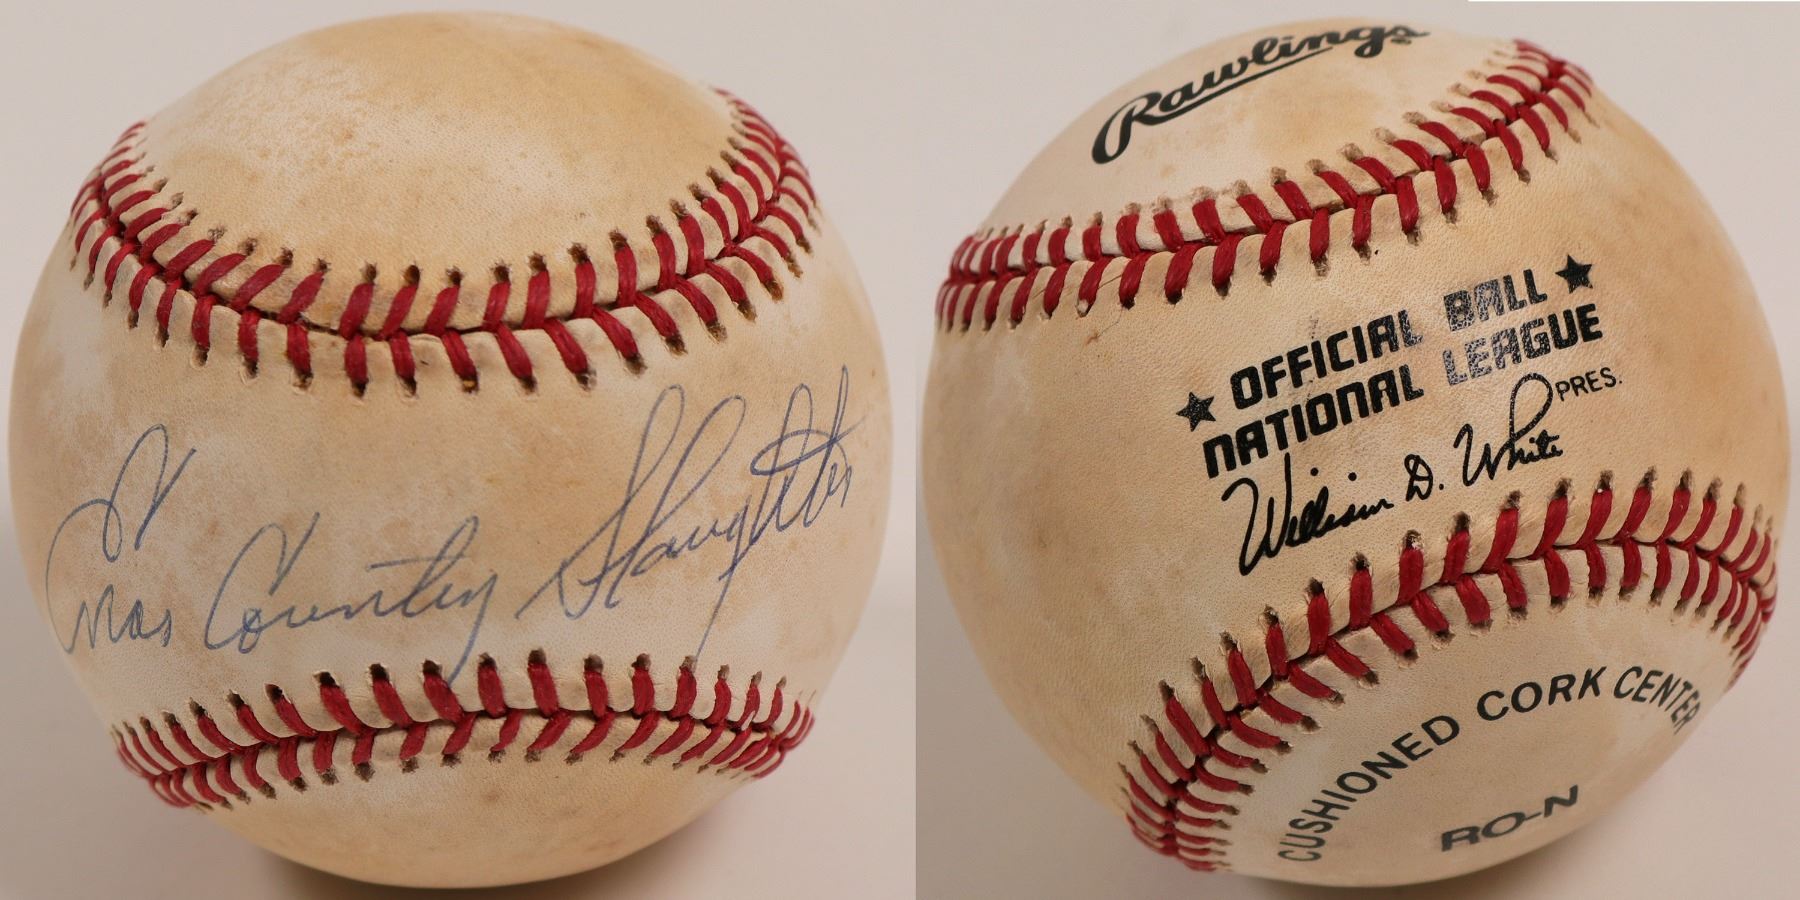 Enos Country Slaughter
Rawlings
OFFICIAL BALL
NATIONAL LEAGUE
PRES.
William D. White
CUSHIONED CORK CENTER
RO-N